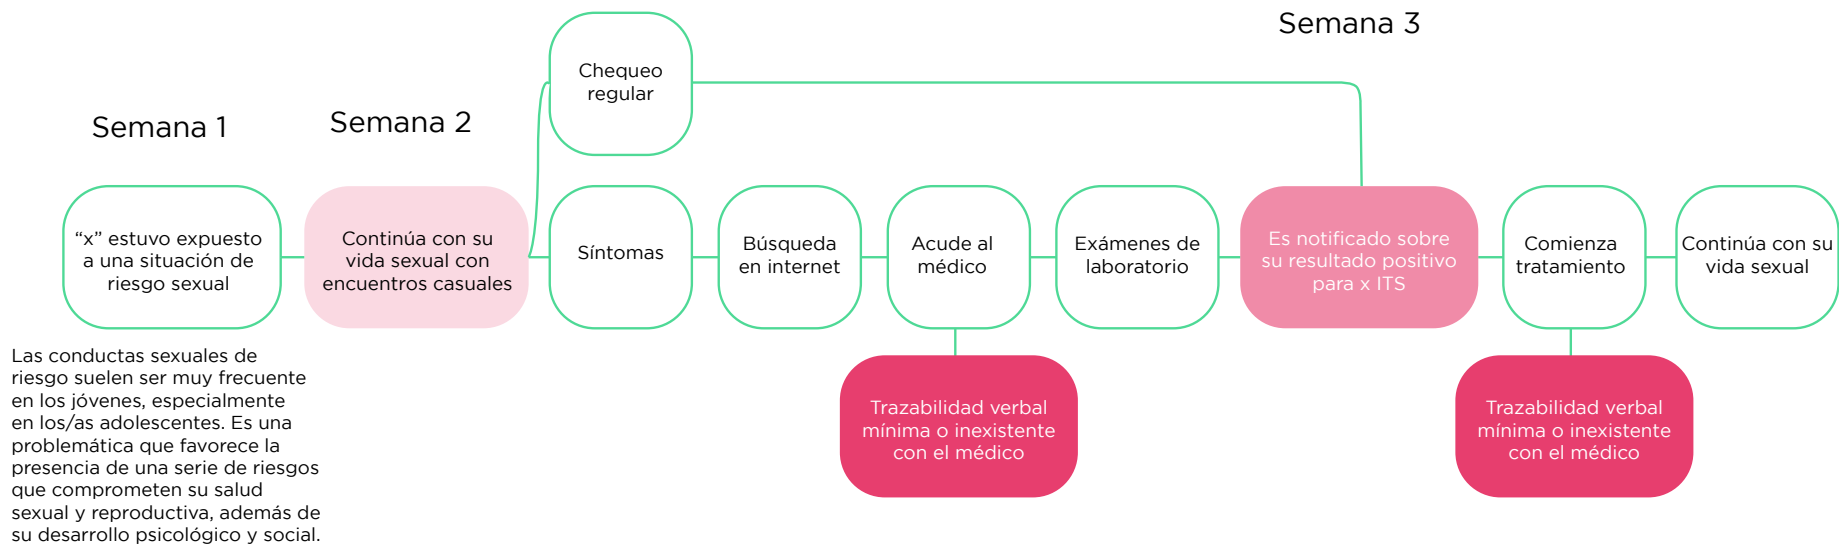 Semana 3
Chequeo
regular
Semana 1
Semana 2
“x” estuvo expuesto
a una situación de
riesgo sexual
Continúa con su
vida sexual con
encuentros casuales
Síntomas
Búsqueda
en internet
Acude al
médico
Exámenes de
laboratorio
Es notificado sobre
su resultado positivo
para x ITS
Comienza
tratamiento
Continúa con su
vida sexual
Las conductas sexuales de
riesgo suelen ser muy frecuente
en los jóvenes, especialmente
en los/as adolescentes. Es una
problemática que favorece la
presencia de una serie de riesgos
que comprometen su salud
sexual y reproductiva, además de
su desarrollo psicológico y social.
Trazabilidad verbal
mínima o inexistente
con el médico
Trazabilidad verbal
mínima o inexistente
con el médico